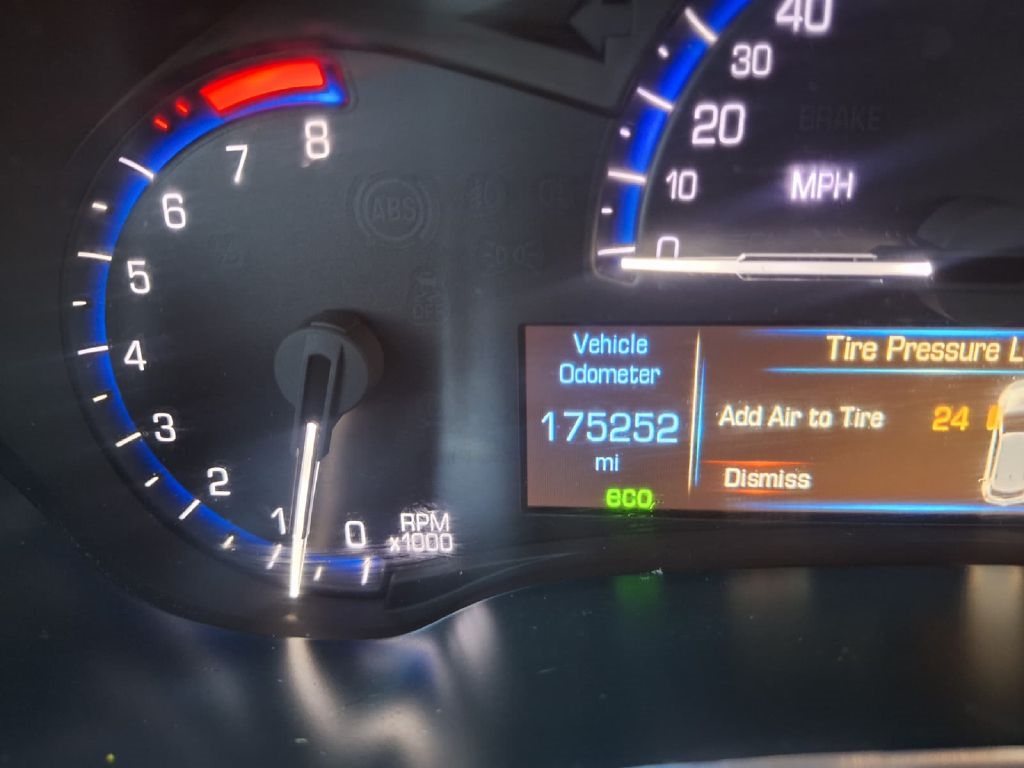 8
7
6
5
4
3
2
1
0
RPM
x1000
ABS
40
30
20
10
0
BRAKE
MPH
Vehicle
Odometer
175252
mi
eco
Tire Pressure L
Add Air to Tire 24
Dismiss